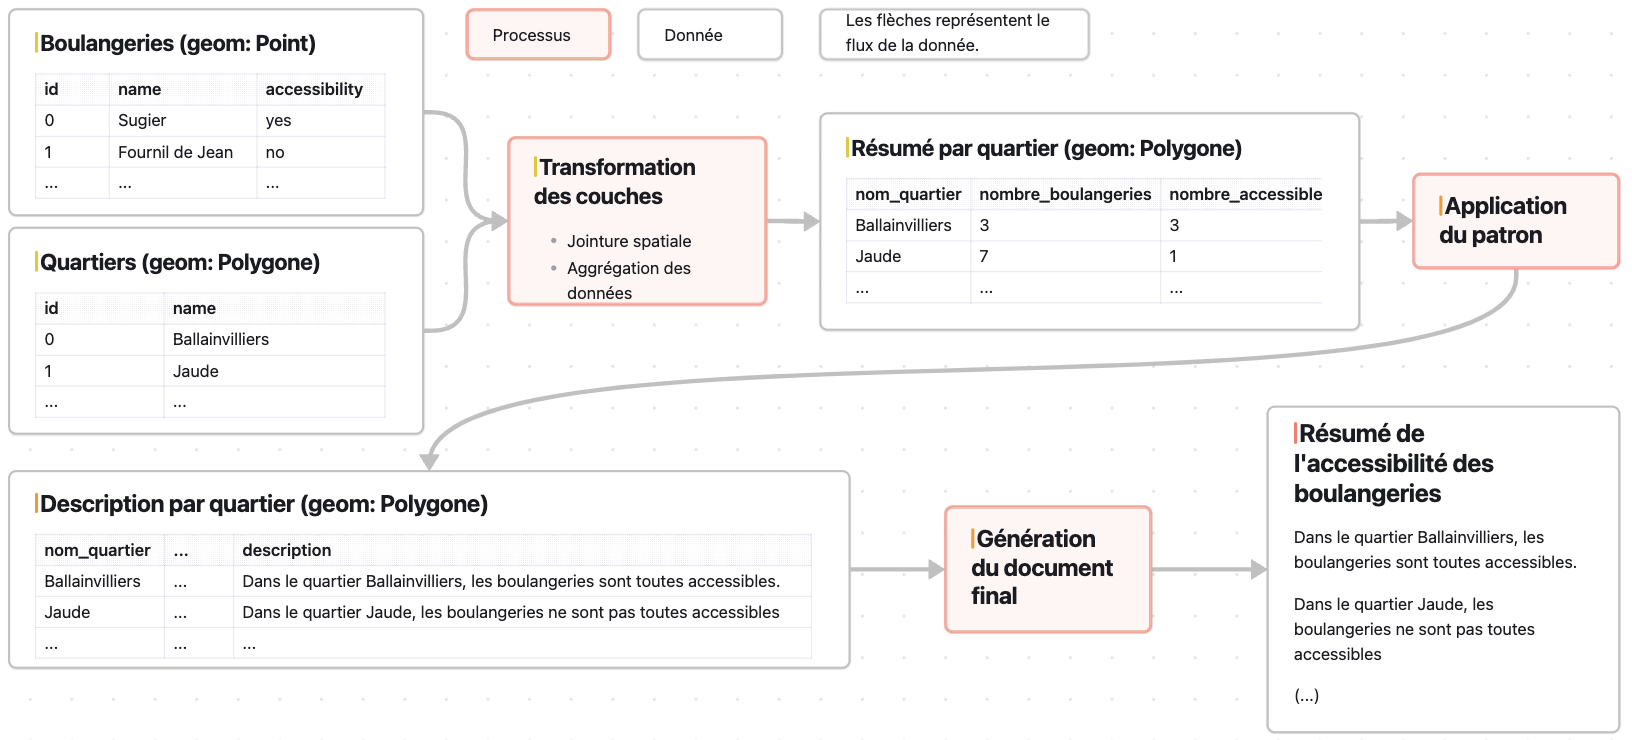 Boulangeries (geom: Point)
id name accessibility
0 Sugier yes
1 Fournil de Jean no
... ... ...
Processus
Donnée
Les flèches représentent le
flux de la donnée.
Quartiers (geom: Polygone)
id name
0 Ballainvilliers
1 Jaude
... ...
Transformation
des couches
• Jointure spatiale
• Aggrégation des
données
Résumé par quartier (geom: Polygone)
nom_quartier nombre_boulangeries nombre_accessible
Ballainvilliers 3 3
Jaude 7 1
... ... ...
Application
du patron
Description par quartier (geom: Polygone)
nom_quartier ... description
Ballainvilliers ... Dans le quartier Ballainvilliers, les boulangeries sont toutes accessibles.
Jaude ... Dans le quartier Jaude, les boulangeries ne sont pas toutes accessibles
... ... ...
Génération
du document
final
Résumé de
l'accessibilité des
boulangeries
Dans le quartier Ballainvilliers, les
boulangeries sont toutes accessibles.
Dans le quartier Jaude, les
boulangeries ne sont pas toutes
accessibles
(...)